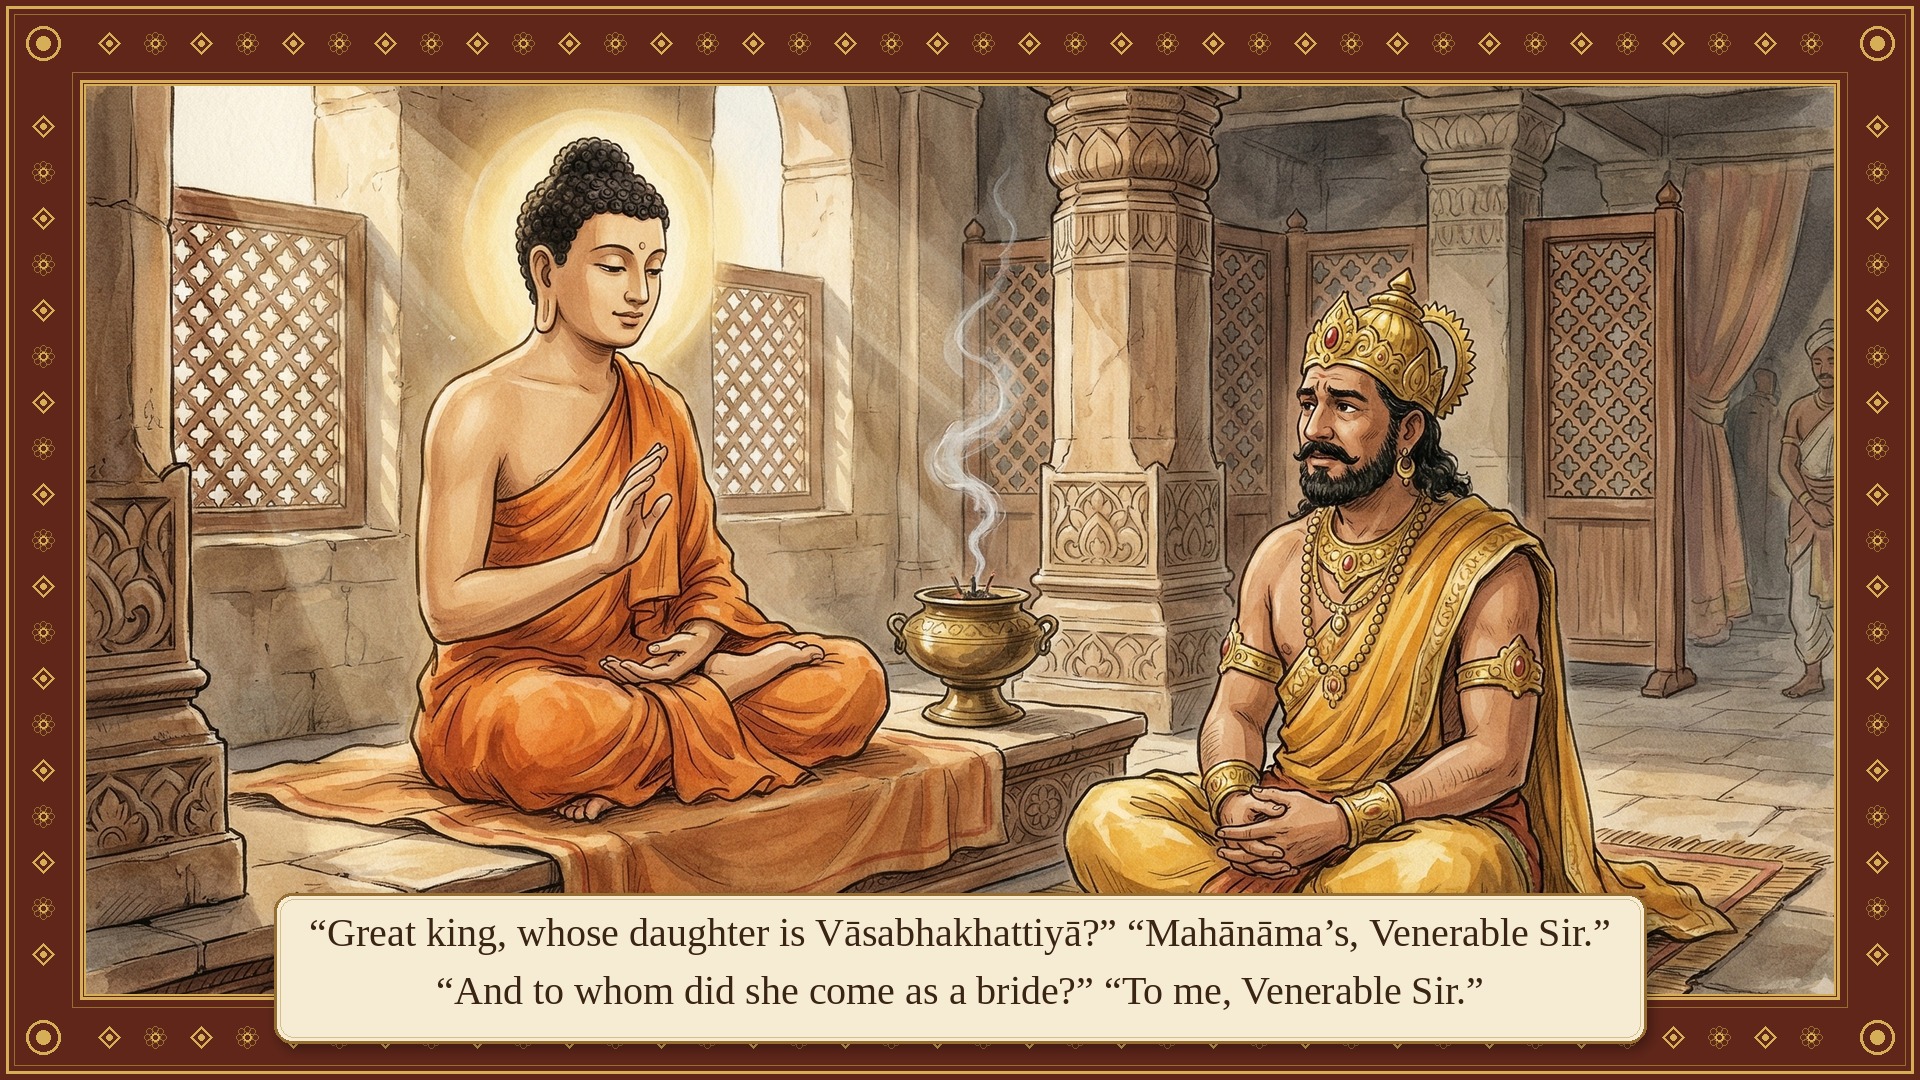 “Great king, whose daughter is Vāsabhakhattiyā?” “Mahānāma’s, Venerable Sir.”
“And to whom did she come as a bride?” “To me, Venerable Sir.”